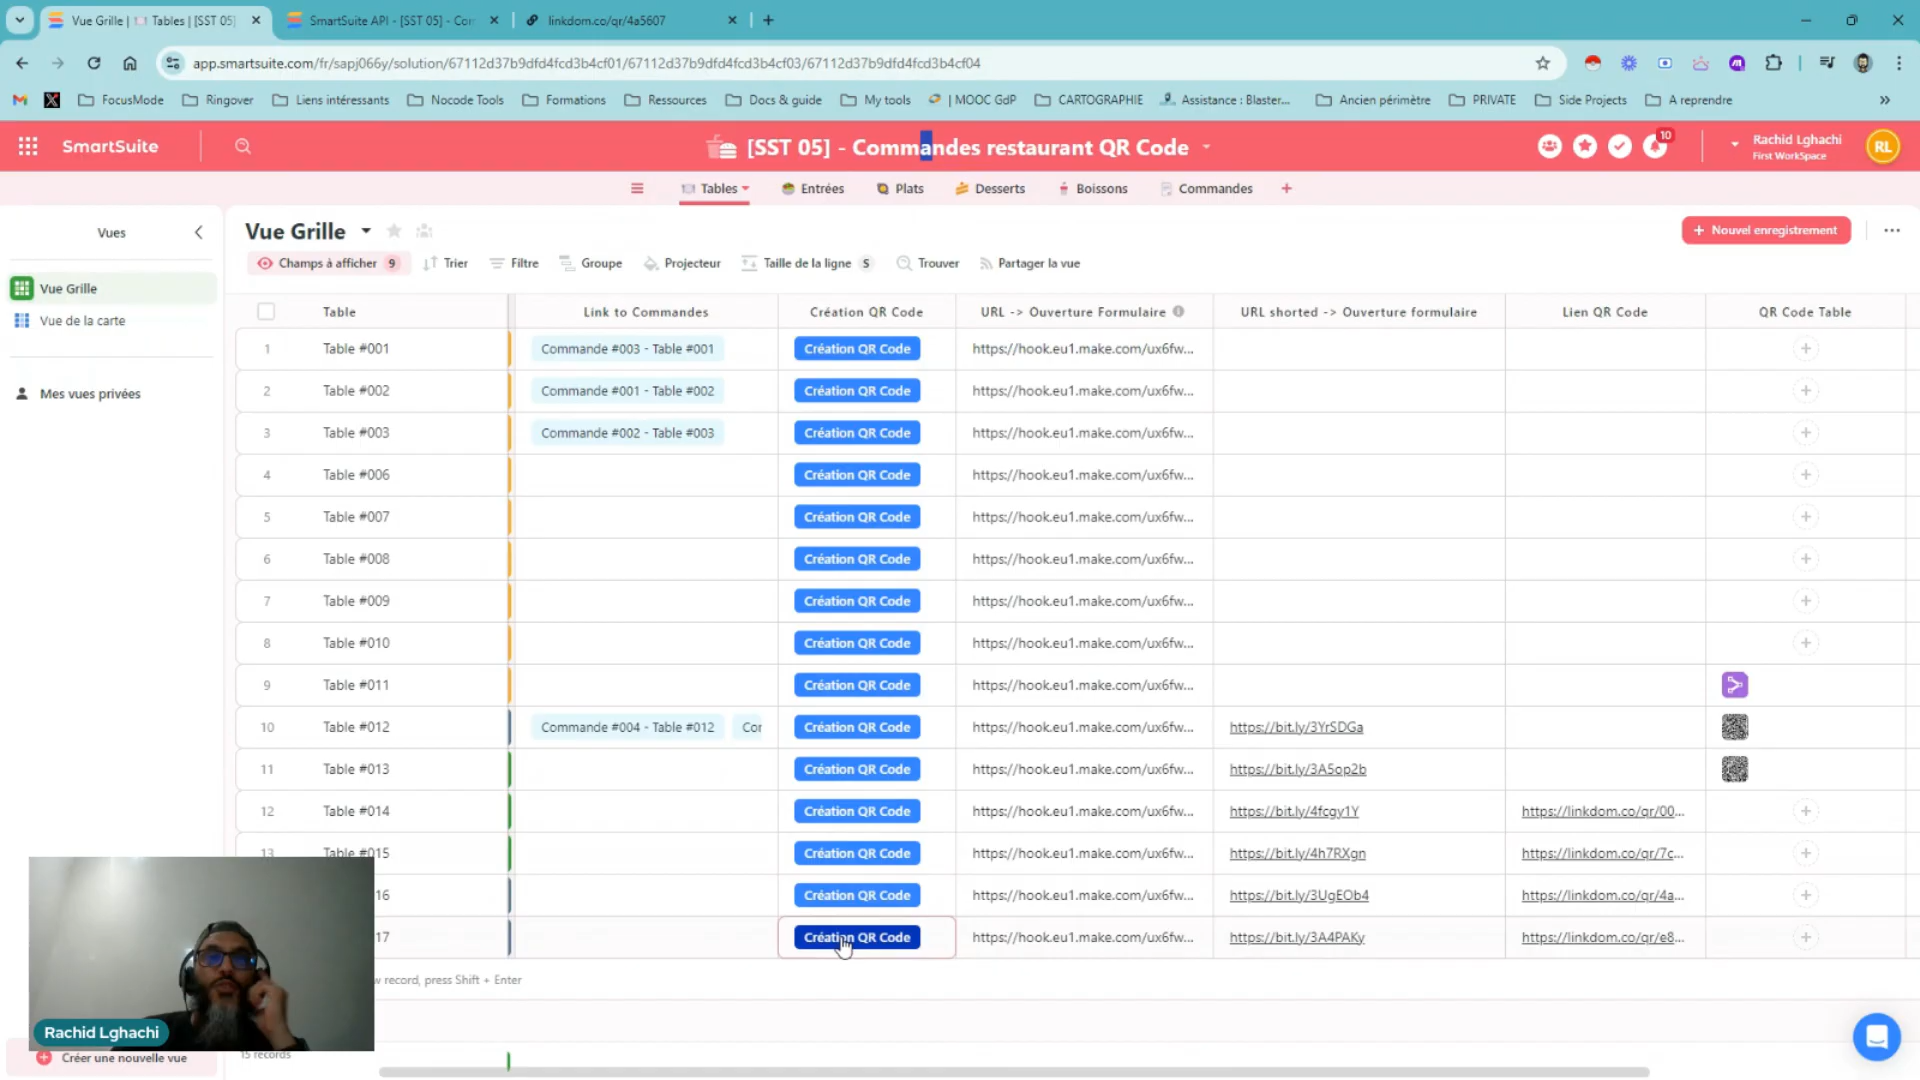 Vue Grille | Tables | [SST 05]
SmartSuite API - [SST 05] - Con
linkdom.co/qr/4a5607
app.smartsuite.com/fr/sapj066y/solution/67112d37b9dfd4fcd3b4cf01/67112d37b9dfd4fcd3b4cf03/67112d37b9dfd4fcd3b4cf04
FocusMode Ringover Liens intéressants Nocode Tools Formations Ressources Docs & guide My tools | MOOC GdP CARTOGRAPHIE Assistance : Blaster... Ancien périmètre PRIVATE Side Projects A reprendre
SmartSuite
[SST 05] - Commandes restaurant QR Code
10
Rachid Lghachi
First WorkSpace
RL
Tables Entrées Plats Desserts Boissons Commandes
Vues
Vue Grille
Vue de la carte
Mes vues privées
Vue Grille
Nouvel enregistrement
Champs à afficher 9 Trier Filtre Groupe Projecteur Taille de la ligne S Trouver Partager la vue
Table Link to Commandes Création QR Code URL -> Ouverture Formulaire URL shorted -> Ouverture formulaire Lien QR Code QR Code Table
1 Table #001 Commande #003 - Table #001 Création QR Code https://hook.eu1.make.com/ux6fw...
2 Table #002 Commande #001 - Table #002 Création QR Code https://hook.eu1.make.com/ux6fw...
3 Table #003 Commande #002 - Table #003 Création QR Code https://hook.eu1.make.com/ux6fw...
4 Table #006 Création QR Code https://hook.eu1.make.com/ux6fw...
5 Table #007 Création QR Code https://hook.eu1.make.com/ux6fw...
6 Table #008 Création QR Code https://hook.eu1.make.com/ux6fw...
7 Table #009 Création QR Code https://hook.eu1.make.com/ux6fw...
8 Table #010 Création QR Code https://hook.eu1.make.com/ux6fw...
9 Table #011 Création QR Code https://hook.eu1.make.com/ux6fw...
10 Table #012 Commande #004 - Table #012 Cor Création QR Code https://hook.eu1.make.com/ux6fw... https://bit.ly/3YrSDGa
11 Table #013 Création QR Code https://hook.eu1.make.com/ux6fw... https://bit.ly/3A5op2b
12 Table #014 Création QR Code https://hook.eu1.make.com/ux6fw... https://bit.ly/4fcgy1Y https://linkdom.co/qr/00...
13 Table #015 Création QR Code https://hook.eu1.make.com/ux6fw... https://bit.ly/4h7RXgn https://linkdom.co/qr/7c...
16 Création QR Code https://hook.eu1.make.com/ux6fw... https://bit.ly/3UgEOb4 https://linkdom.co/qr/4a...
17 Création QR Code https://hook.eu1.make.com/ux6fw... https://bit.ly/3A4PAKy https://linkdom.co/qr/e8...
w record, press Shift + Enter
Rachid Lghachi
Créer une nouvelle vue
15 records